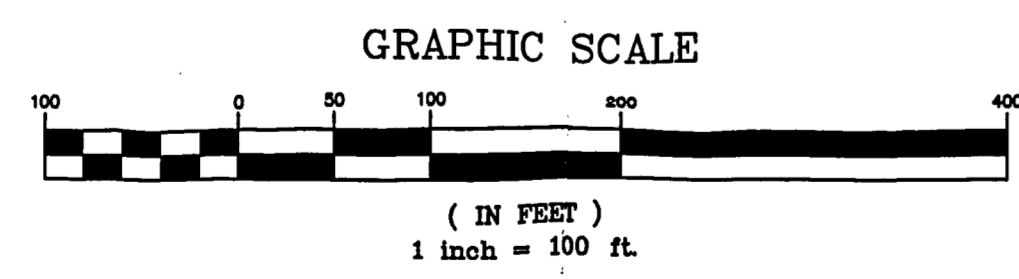 GRAPHIC SCALE
100 0 50 100 200 400
( IN FEET )
1 inch = 100 ft.